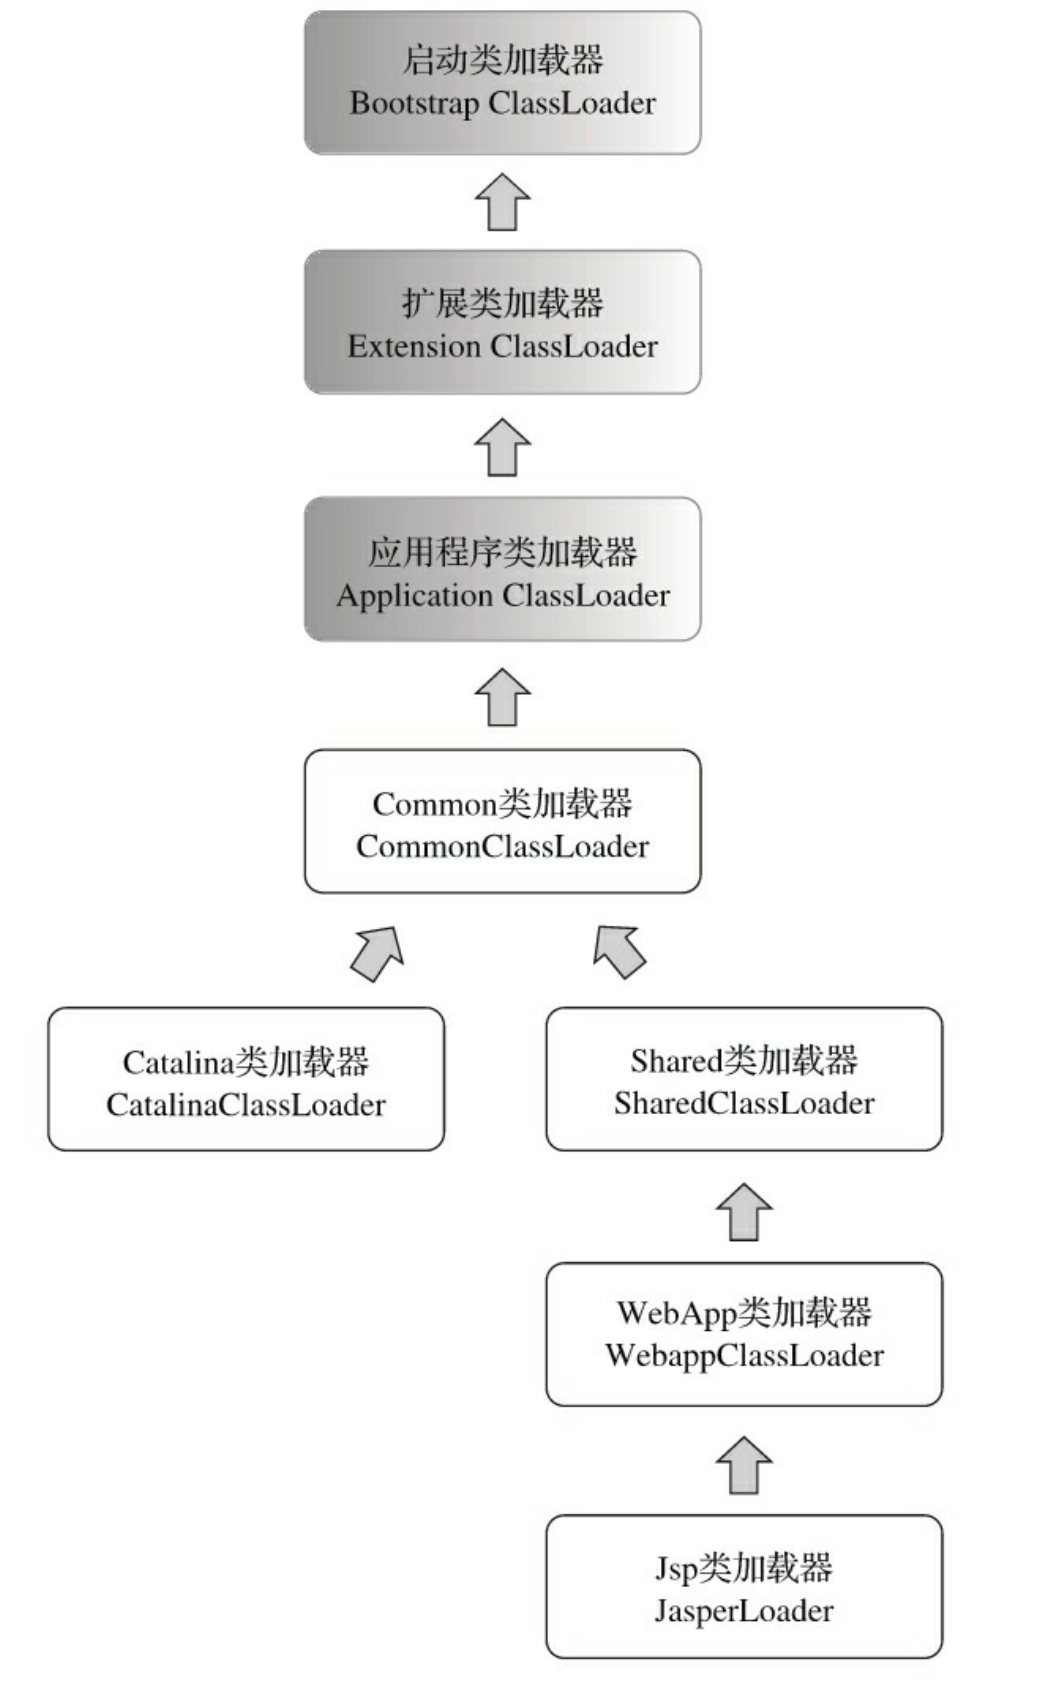 启动类加载器
Bootstrap ClassLoader
扩展类加载器
Extension ClassLoader
应用程序类加载器
Application ClassLoader
Common类加载器
CommonClassLoader
Catalina类加载器
CatalinaClassLoader
Shared类加载器
SharedClassLoader
WebApp类加载器
WebappClassLoader
Jsp类加载器
JasperLoader